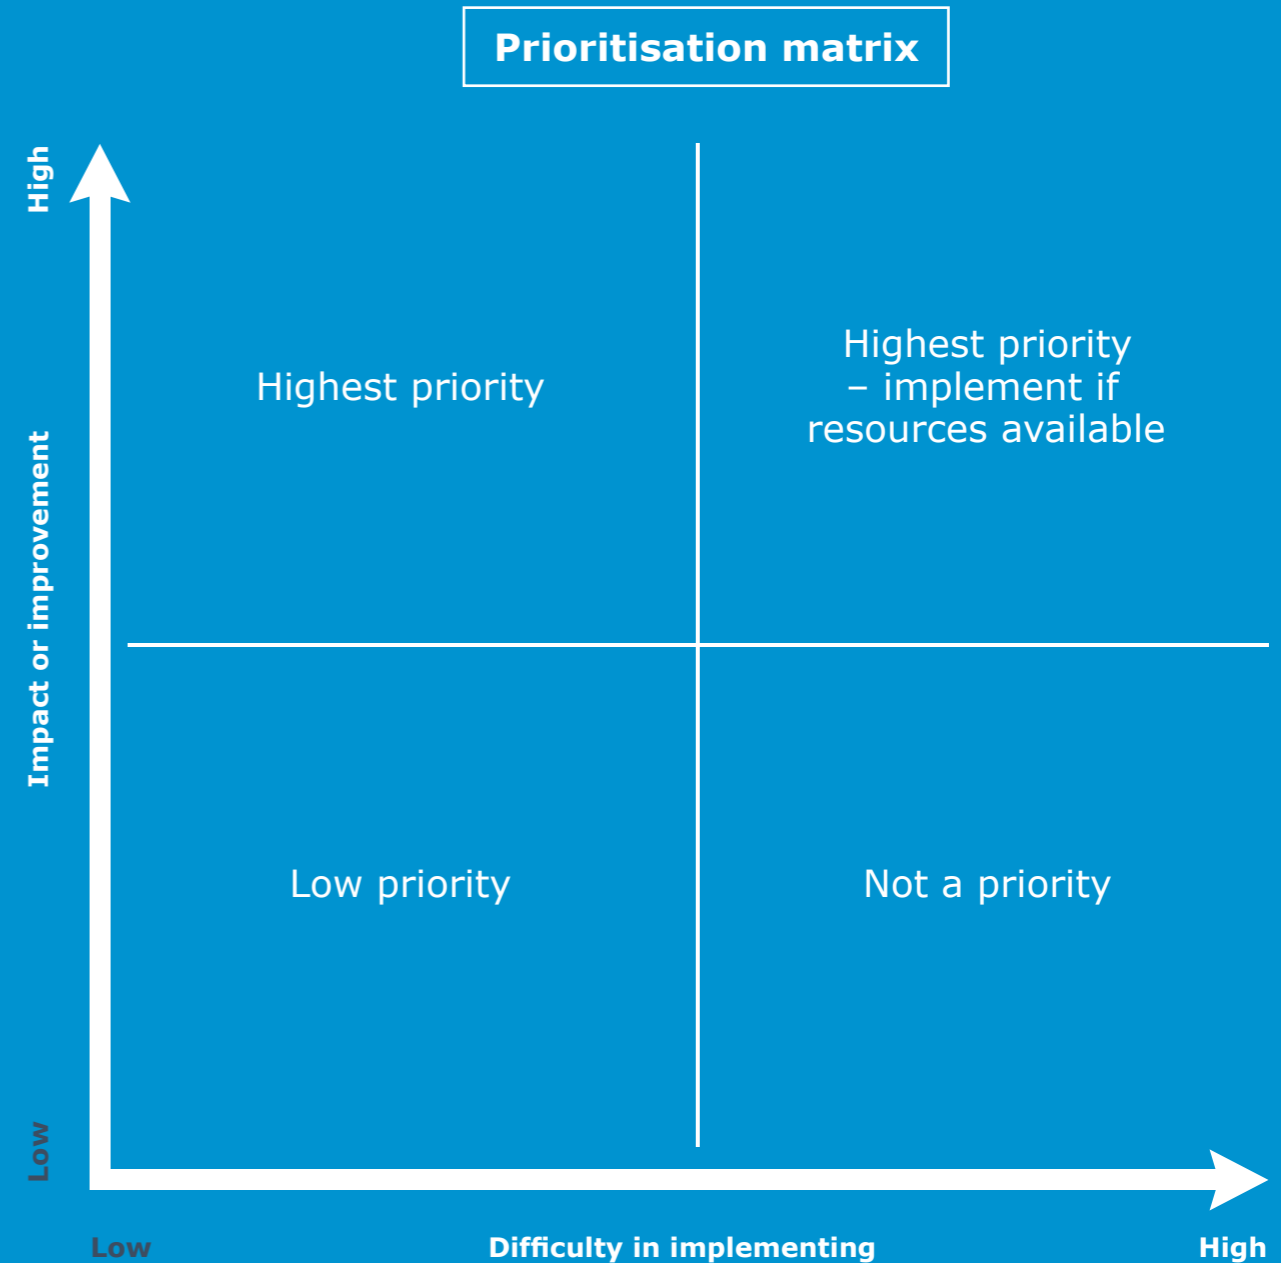 Prioritisation matrix
High
Impact or improvement
Low
Highest priority
Highest priority
– implement if
resources available
Low priority
Not a priority
Low
Difficulty in implementing
High